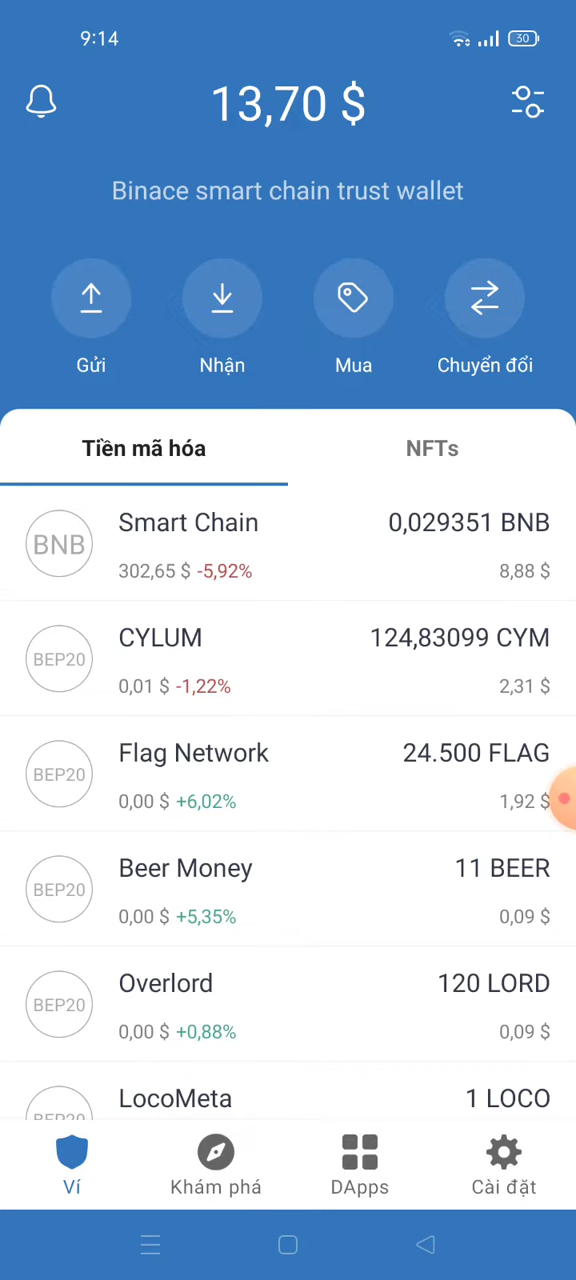 9:14
30
13,70 $
Binace smart chain trust wallet
Gửi
Nhận
Mua
Chuyển đổi
Tiền mã hóa
NFTs
BNB
Smart Chain
0,029351 BNB
302,65 $ -5,92%
8,88 $
BEP20
CYLUM
124,83099 CYM
0,01 $ -1,22%
2,31 $
BEP20
Flag Network
24.500 FLAG
0,00 $ +6,02%
1,92 $
BEP20
Beer Money
11 BEER
0,00 $ +5,35%
0,09 $
BEP20
Overlord
120 LORD
0,00 $ +0,88%
0,09 $
BEP20
LocoMeta
1 LOCO
Ví
Khám phá
DApps
Cài đặt